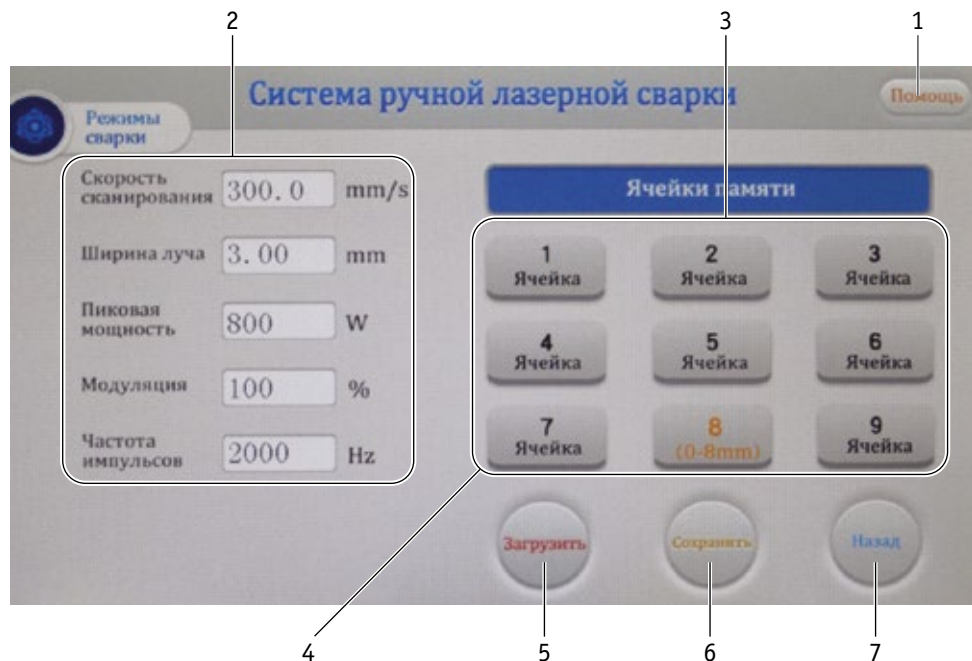 2
3
1
Система ручной лазерной сварки
Помощь
Режимы
сварки
Скорость
сканирования
300. 0
mm/s
Ширина луча
3. 00
mm
Пиковая
мощность
800
W
Модуляция
100
%
Частота
импульсов
2000
Hz
Ячейки памяти
1
Ячейка
2
Ячейка
3
Ячейка
4
Ячейка
5
Ячейка
6
Ячейка
7
Ячейка
8
(0-8mm)
9
Ячейка
Загрузить
Сохранить
Назад
4
5
6
7